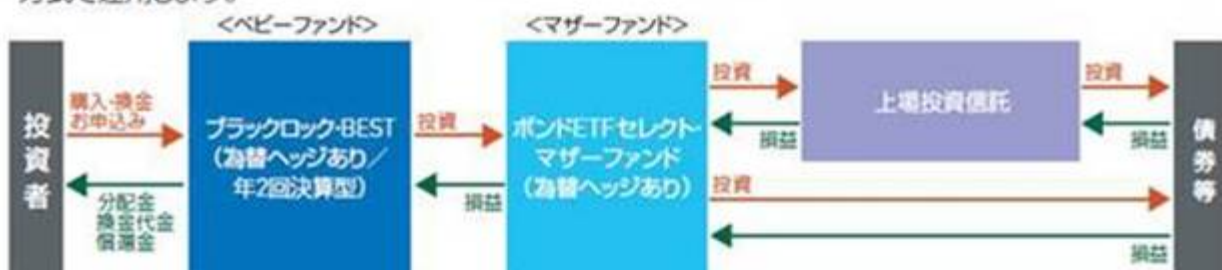 方式で運用します。
<ベビーファンド>
<マザーファンド>
投資者
購入・換金
お申込み
分配金
換金代金
償還金
ブラックロック・BEST
(為替ヘッジあり/
年2回決算型)
投資
損益
ボンドETFセレクト・
マザーファンド
(為替ヘッジあり)
投資
損益
上場投資信託
投資
損益
投資
損益
債券等